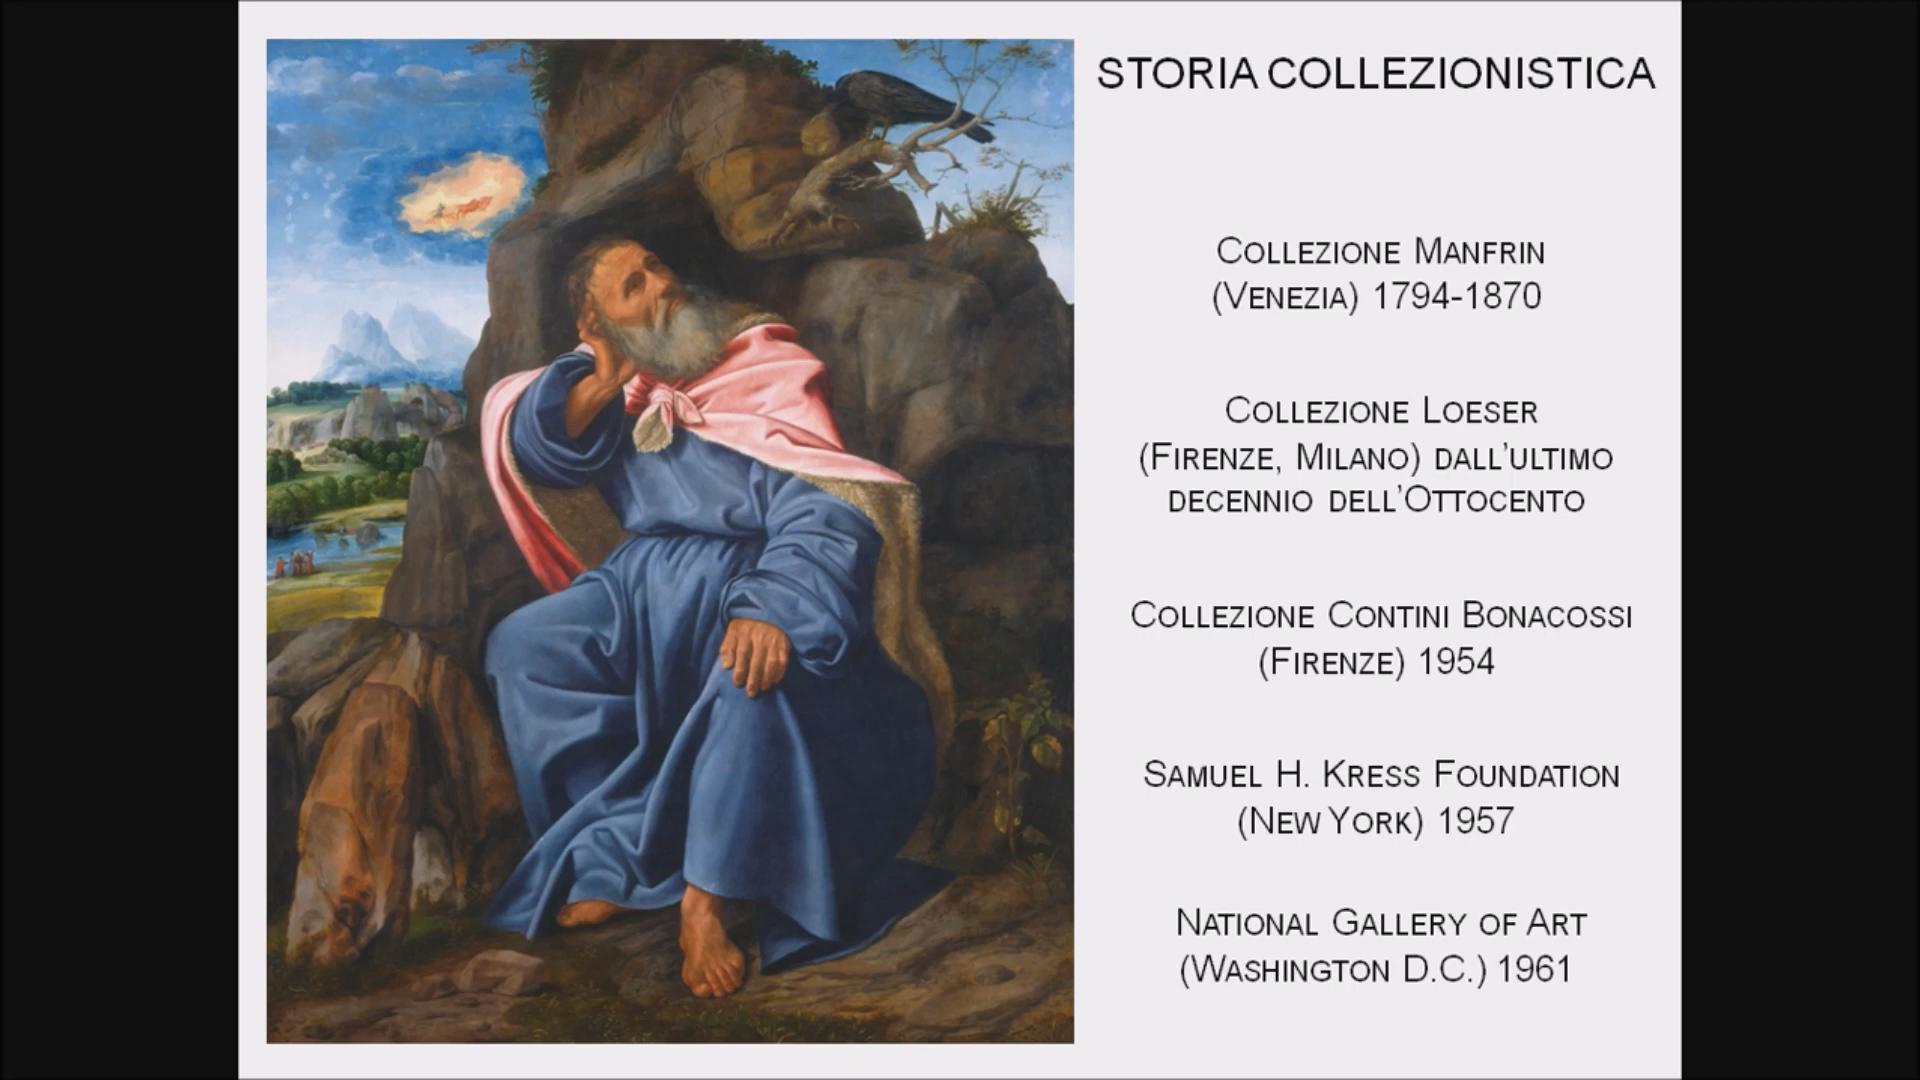 STORIA COLLEZIONISTICA
COLLEZIONE MANFRIN
(VENEZIA) 1794-1870
COLLEZIONE LOESER
(FIRENZE, MILANO) DALL'ULTIMO
DECENNIO DELL'OTTOCENTO
COLLEZIONE CONTINI BONACOSSI
(FIRENZE) 1954
SAMUEL H. KRESS FOUNDATION
(NEW YORK) 1957
NATIONAL GALLERY OF ART
(WASHINGTON D.C.) 1961